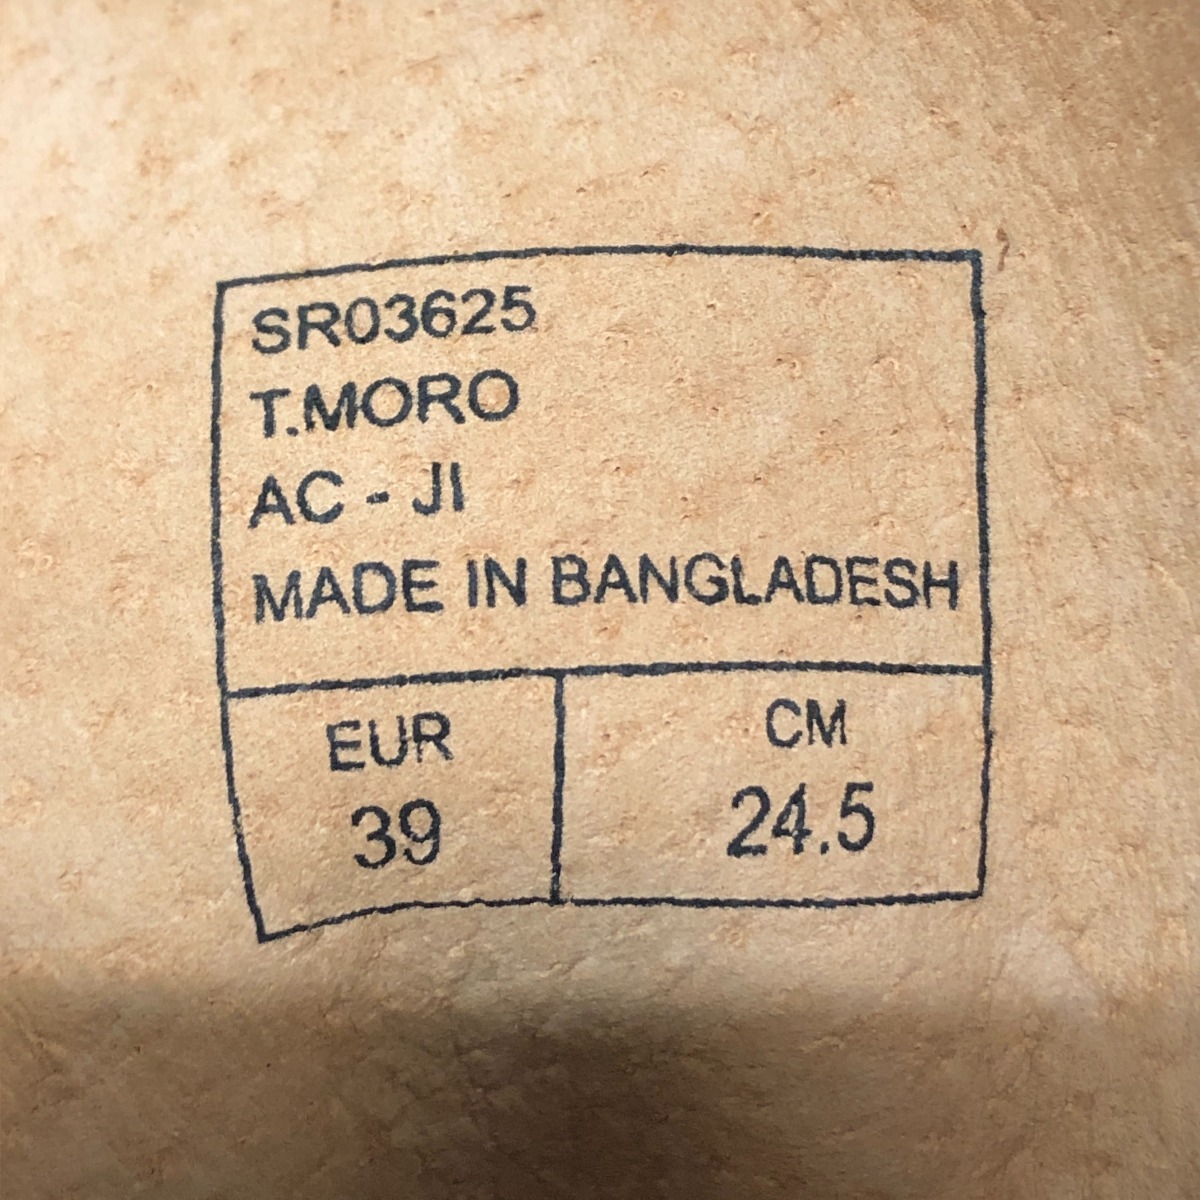 SR03625
T.MORO
AC - JI
MADE IN BANGLADESH
EUR CM
39 24.5